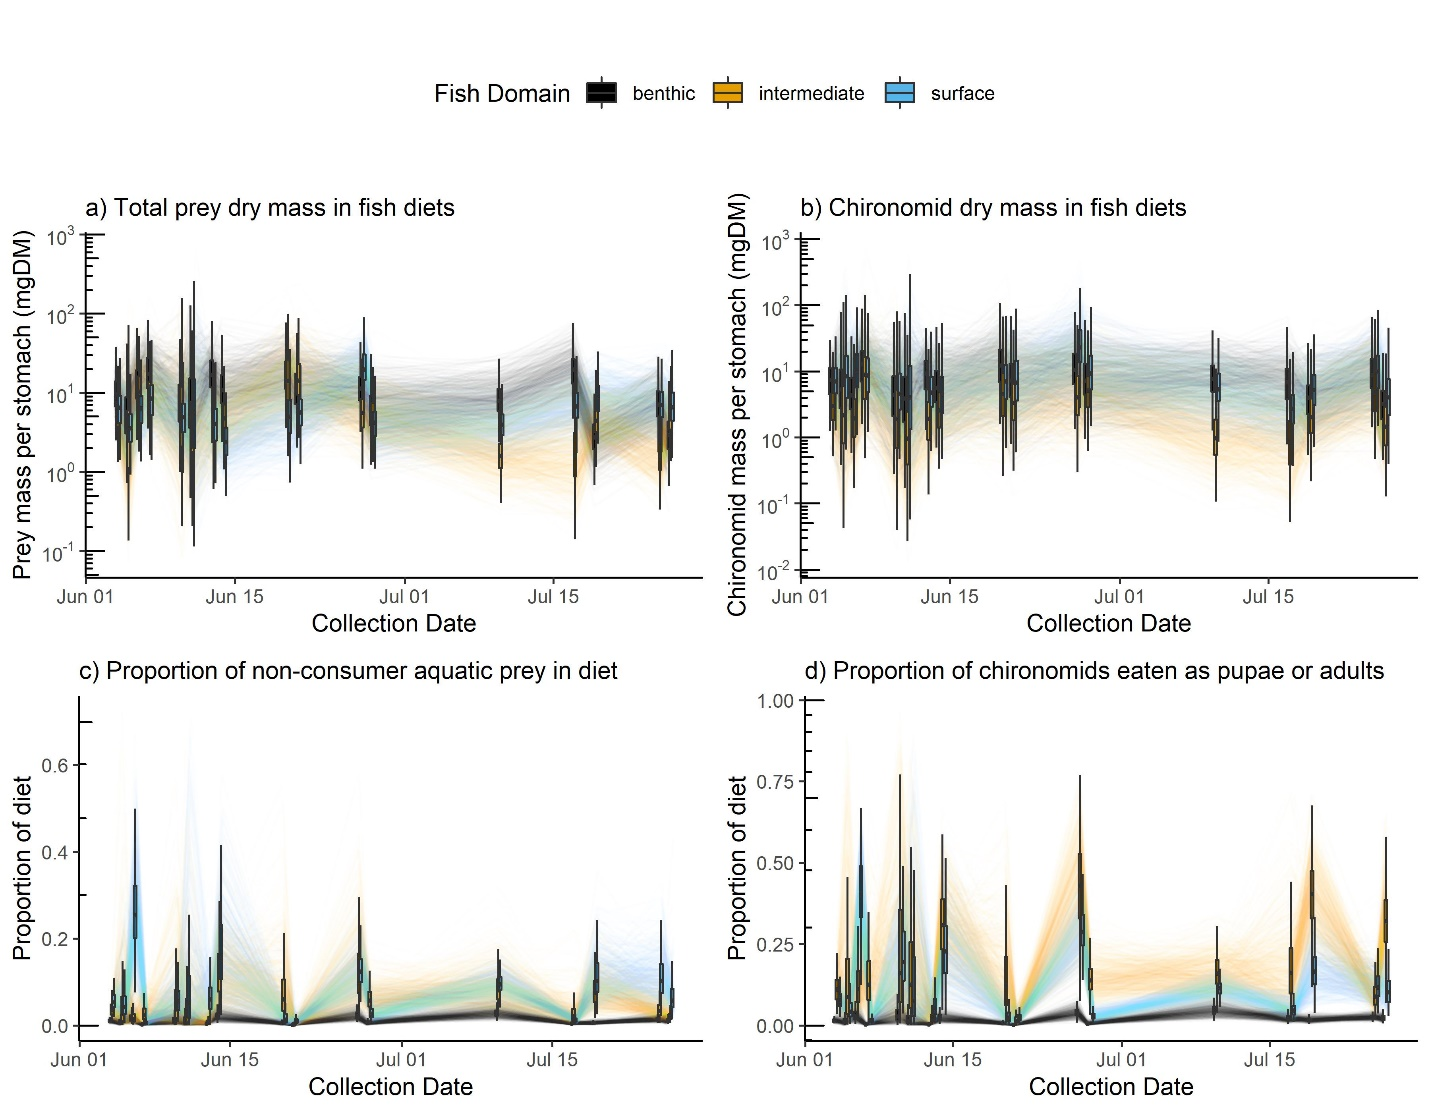 Fish Domain benthic intermediate surface
a) Total prey dry mass in fish diets
Prey mass per stomach (mgDM)
10³
10²
10¹
10⁰
10⁻¹
Jun 01 Jun 15 Jul 01 Jul 15
Collection Date
b) Chironomid dry mass in fish diets
Chironomid mass per stomach (mgDM)
10³
10²
10¹
10⁰
10⁻¹
10⁻²
Jun 01 Jun 15 Jul 01 Jul 15
Collection Date
c) Proportion of non-consumer aquatic prey in diet
Proportion of diet
0.6
0.4
0.2
0.0
Jun 01 Jun 15 Jul 01 Jul 15
Collection Date
d) Proportion of chironomids eaten as pupae or adults
Proportion of diet
1.00
0.75
0.50
0.25
0.00
Jun 01 Jun 15 Jul 01 Jul 15
Collection Date